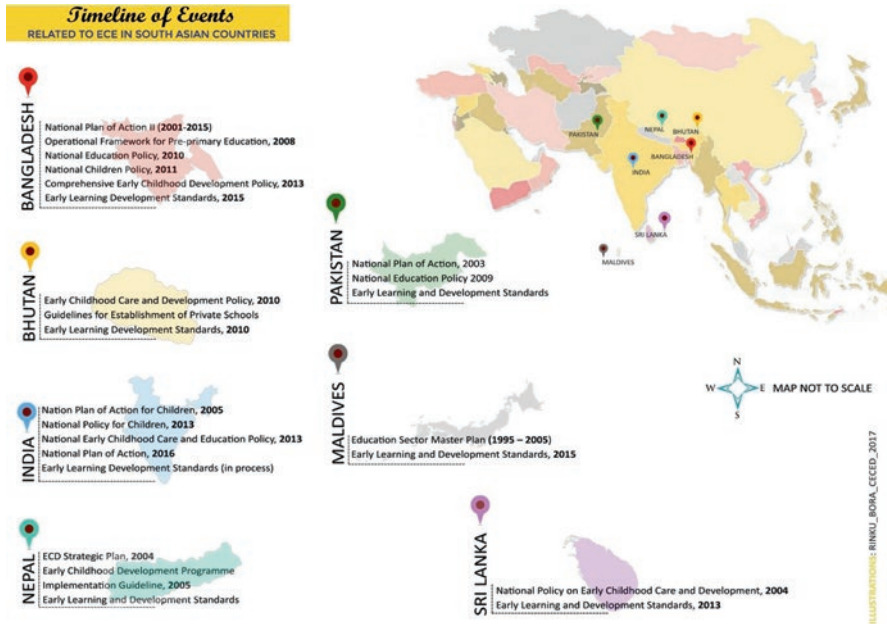 Timeline of Events
RELATED TO ECE IN SOUTH ASIAN COUNTRIES
BANGLADESH
National Plan of Action II (2001-2015)
Operational Framework for Pre-primary Education, 2008
National Education Policy, 2010
National Children Policy, 2011
Comprehensive Early Childhood Development Policy, 2013
Early Learning Development Standards, 2015
BHUTAN
Early Childhood Care and Development Policy, 2010
Guidelines for Establishment of Private Schools
Early Learning Development Standards, 2010
INDIA
Nation Plan of Action for Children, 2005
National Policy for Children, 2013
National Early Childhood Care and Education Policy, 2013
National Plan of Action, 2016
Early Learning Development Standards (in process)
NEPAL
ECD Strategic Plan, 2004
Early Childhood Development Programme
Implementation Guideline, 2005
Early Learning and Development Standards
PAKISTAN
National Plan of Action, 2003
National Education Policy 2009
Early Learning and Development Standards
MALDIVES
Education Sector Master Plan (1995 – 2005)
Early Learning and Development Standards, 2015
SRI LANKA
National Policy on Early Childhood Care and Development, 2004
Early Learning and Development Standards, 2013
PAKISTAN
NEPAL
BHUTAN
BANGLADESH
INDIA
SRI LANKA
MALDIVES
N
W E
S
MAP NOT TO SCALE
ILLUSTRATIONS: RINKU_BORA_CECED_2017